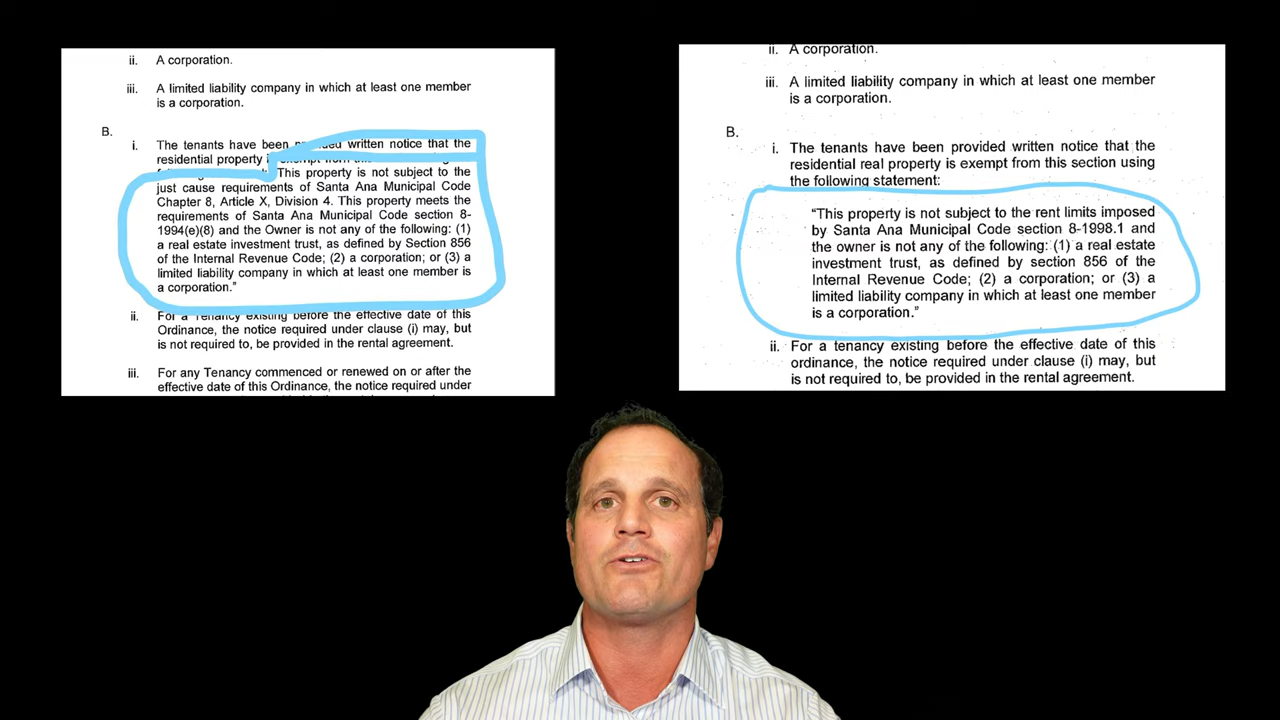 ii. A corporation.
iii. A limited liability company in which at least one member
is a corporation.
B.
i. The tenants have been written notice that the
residential property
This property is not subject to the
just cause requirements of Santa Ana Municipal Code
Chapter 8, Article X, Division 4. This property meets the
requirements of Santa Ana Municipal Code section 8-
1994(e)(8) and the Owner is not any of the following: (1)
a real estate investment trust, as defined by Section 856
of the Internal Revenue Code; (2) a corporation; or (3) a
limited liability company in which at least one member is
a corporation.”
ii. For a Tenancy existing before the effective date of this
Ordinance, the notice required under clause (i) may, but
is not required to, be provided in the rental agreement.
iii. For any Tenancy commenced or renewed on or after the
effective date of this Ordinance, the notice required under
ii. A corporation.
iii. A limited liability company in which at least one member
is a corporation.
B.
i. The tenants have been provided written notice that the
residential real property is exempt from this section using
the following statement:
“This property is not subject to the rent limits imposed
by Santa Ana Municipal Code section 8-1998.1 and
the owner is not any of the following: (1) a real estate
investment trust, as defined by section 856 of the
Internal Revenue Code; (2) a corporation; or (3) a
limited liability company in which at least one member
is a corporation.”
ii. For a tenancy existing before the effective date of this
ordinance, the notice required under clause (i) may, but
is not required to, be provided in the rental agreement.